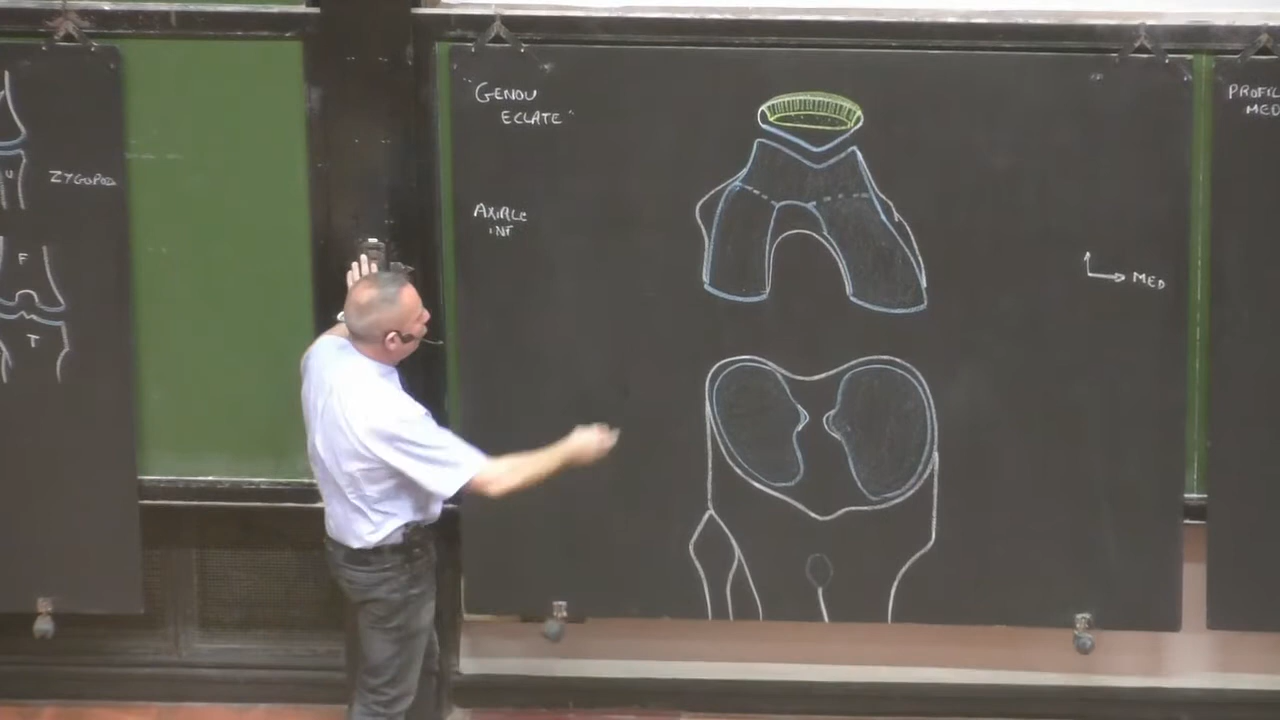 U
ZYGOPOD
F
T
"GENOU
ECLATE"
AXIALE
INF
MED
PROFIL
MED